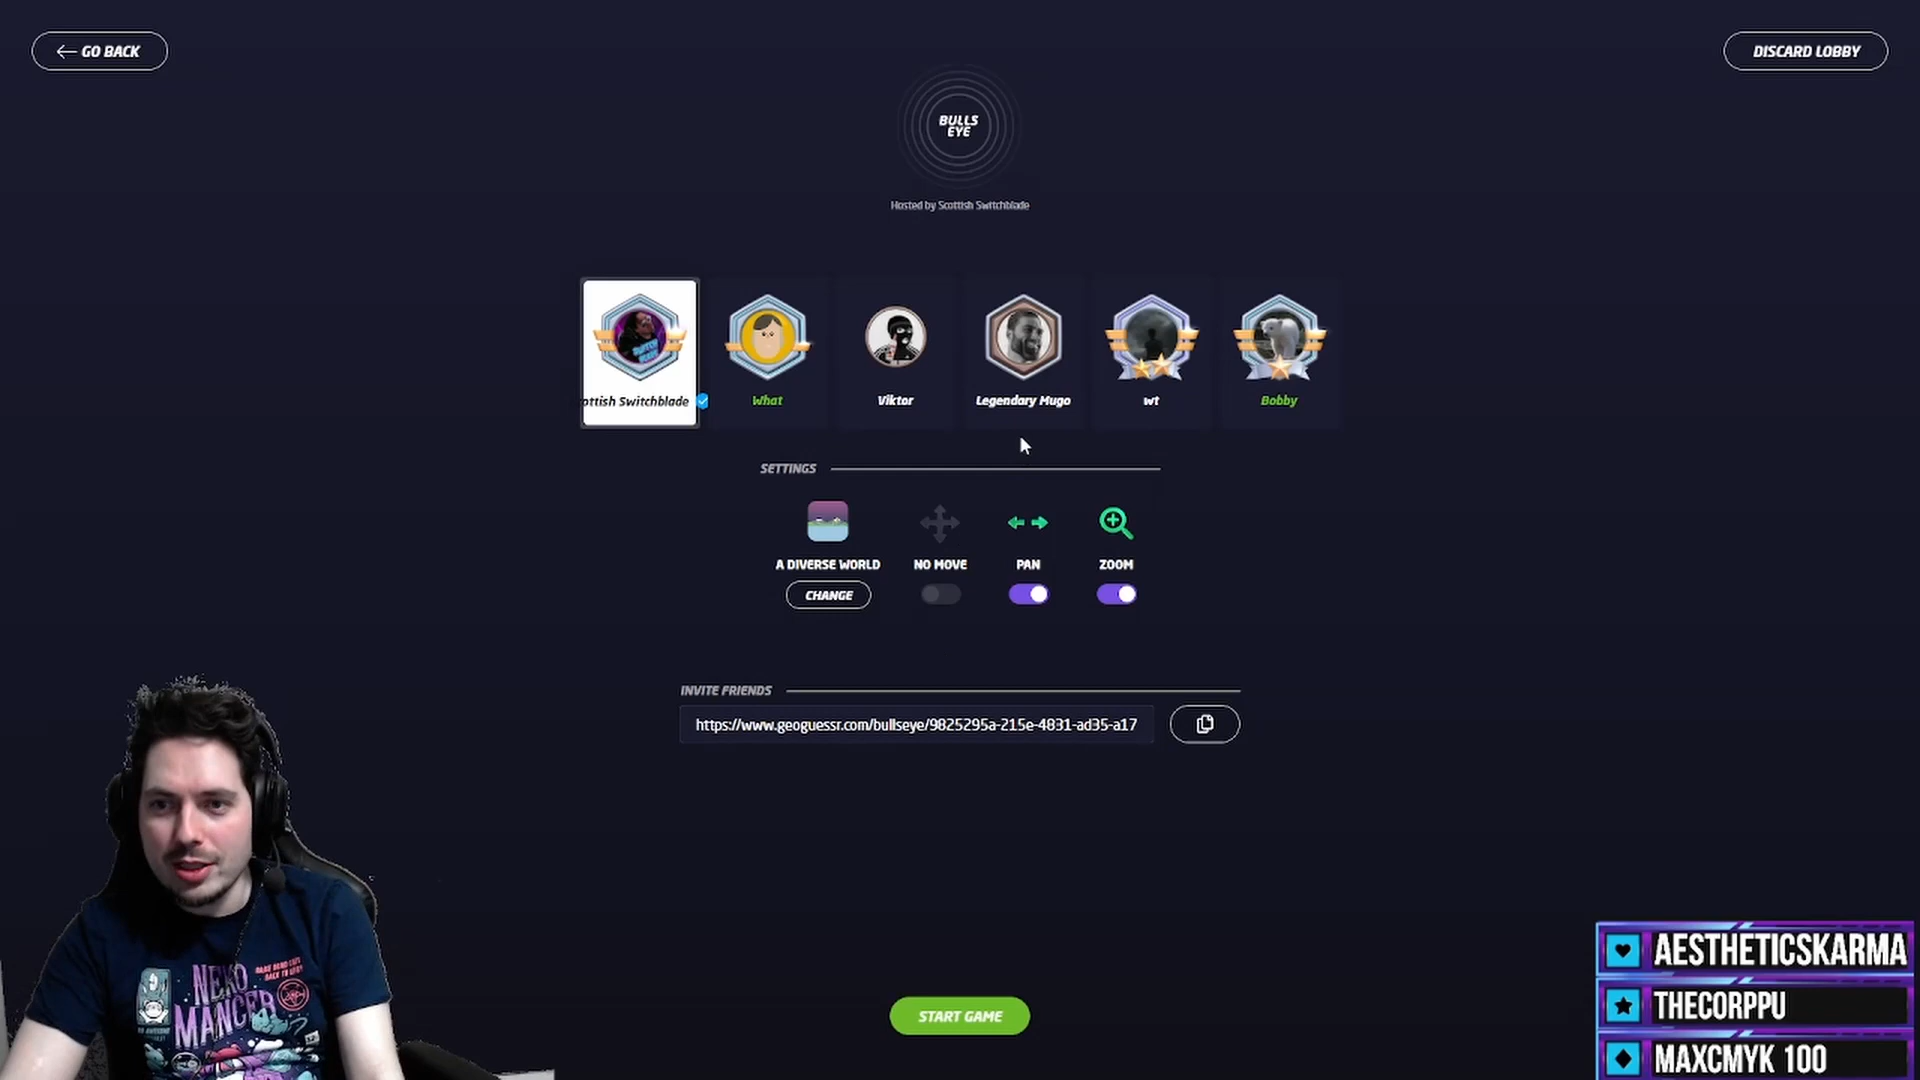 GO BACK
DISCARD LOBBY
BULLS
EYE
Hosted by Scottish Switchblade
ottish Switchblade
What
Viktor
Legendary Mugo
wt
Bobby
SETTINGS
A DIVERSE WORLD
NO MOVE
PAN
ZOOM
CHANGE
INVITE FRIENDS
https://www.geoguessr.com/bullseye/9825295a-215e-4831-ad35-a17
NEKO
MANCER
START GAME
AESTHETICSKARMA
THECORPPU
MAXCMYK 100